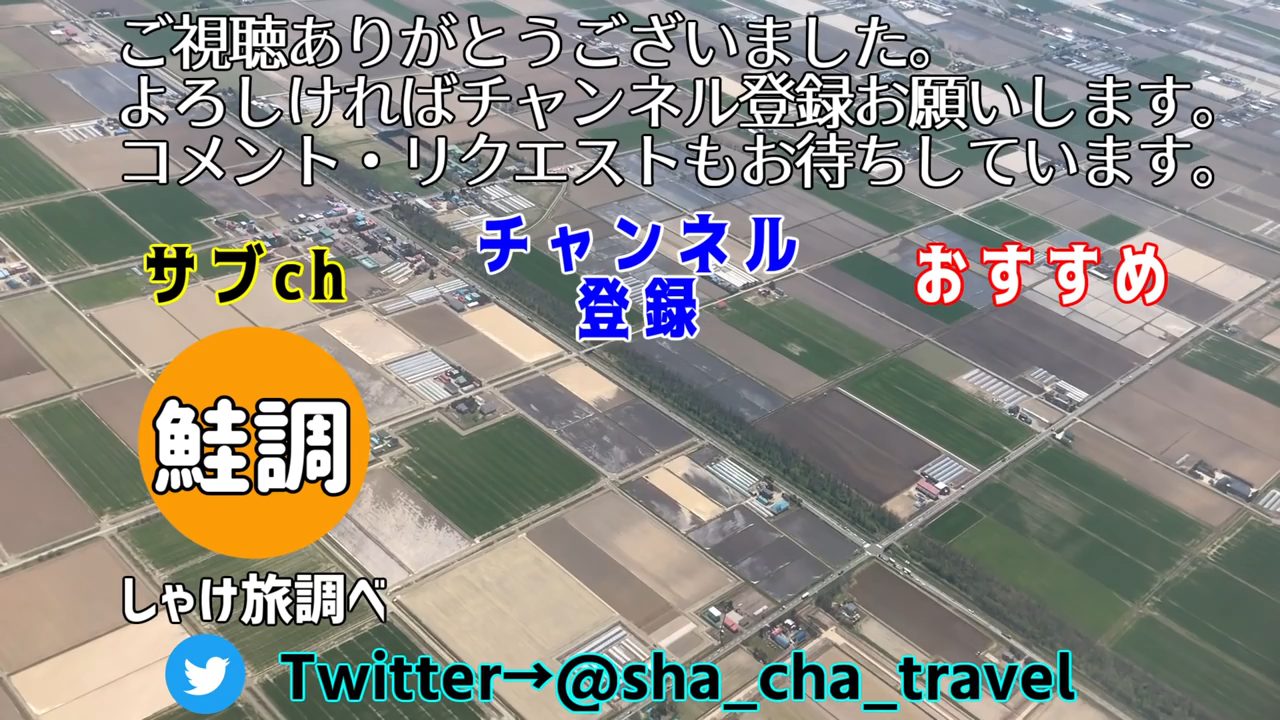 ご視聴ありがとうございました。
よろしければチャンネル登録お願いします。
コメント・リクエストもお待ちしています。
サブch
チャンネル
登録
おすすめ
鮭調
しゃけ旅調べ
Twitter→@sha_cha_travel